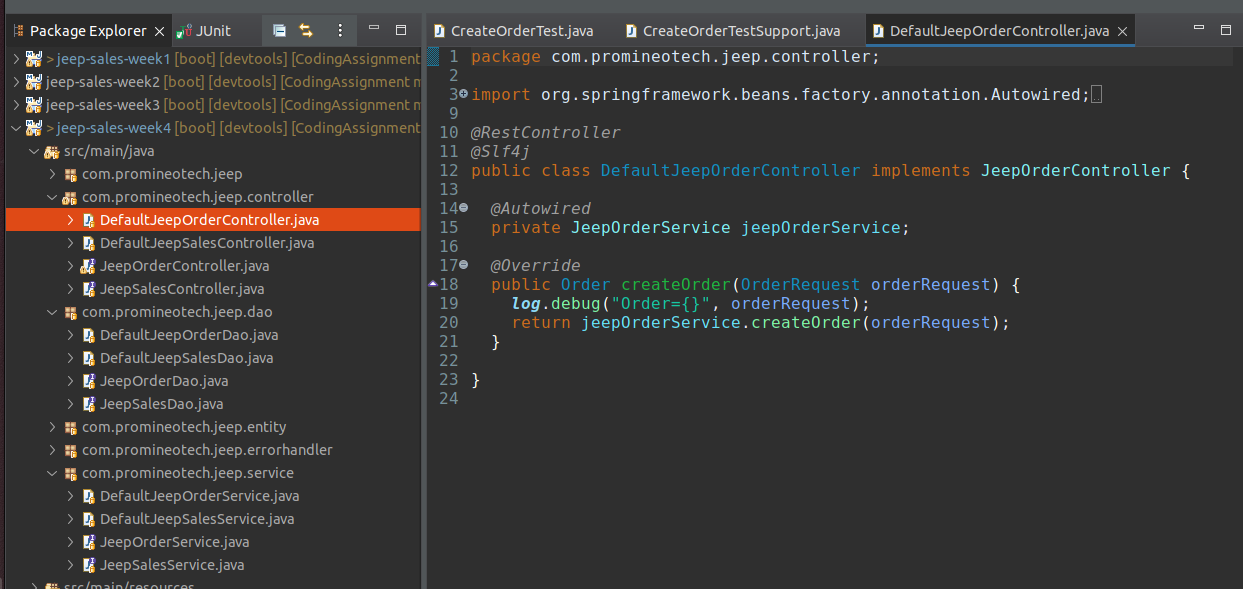 Package Explorer
JUnit
> jeep-sales-week1 [boot] [devtools] [CodingAssignment
jeep-sales-week2 [boot] [devtools] [CodingAssignment m
jeep-sales-week3 [boot] [devtools] [CodingAssignment m
> jeep-sales-week4 [boot] [devtools] [CodingAssignment
src/main/java
com.promineotech.jeep
com.promineotech.jeep.controller
DefaultJeepOrderController.java
DefaultJeepSalesController.java
JeepOrderController.java
JeepSalesController.java
com.promineotech.jeep.dao
DefaultJeepOrderDao.java
DefaultJeepSalesDao.java
JeepOrderDao.java
JeepSalesDao.java
com.promineotech.jeep.entity
com.promineotech.jeep.errorhandler
com.promineotech.jeep.service
DefaultJeepOrderService.java
DefaultJeepSalesService.java
JeepOrderService.java
JeepSalesService.java
src/main/resources
CreateOrderTest.java
CreateOrderTestSupport.java
DefaultJeepOrderController.java
1 package com.promineotech.jeep.controller;
2
3 import org.springframework.beans.factory.annotation.Autowired;
9
10 @RestController
11 @Slf4j
12 public class DefaultJeepOrderController implements JeepOrderController {
13
14 @Autowired
15 private JeepOrderService jeepOrderService;
16
17 @Override
18 public Order createOrder(OrderRequest orderRequest) {
19 log.debug("Order={}", orderRequest);
20 return jeepOrderService.createOrder(orderRequest);
21 }
22
23 }
24